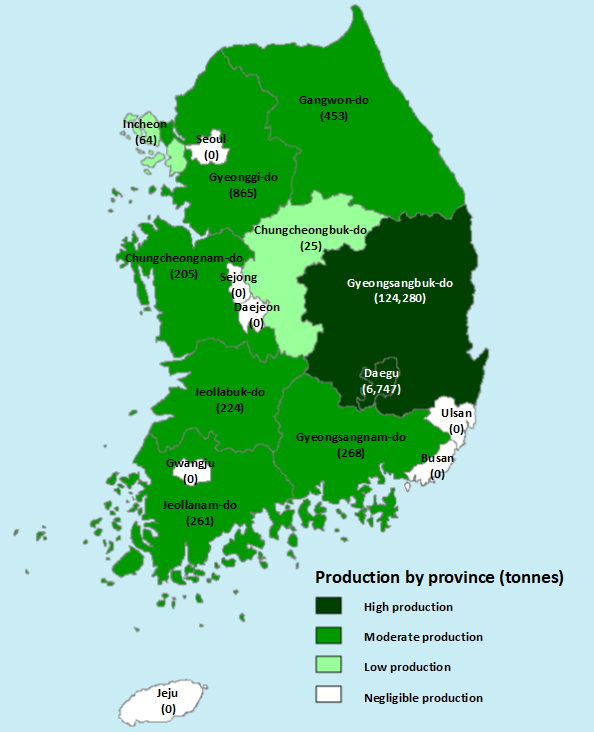 Gangwon-do
(453)
Incheon
(64)
Seoul
(0)
Gyeonggi-do
(865)
Chungcheongbuk-do
(25)
Chungcheongnam-do
(205)
Sejong
(0)
Gyeongsangbuk-do
(124,280)
Daejeon
(0)
Daegu
(6,747)
Jeollabuk-do
(224)
Ulsan
(0)
Gyeongsangnam-do
(268)
Busan
(0)
Gwangju
(0)
Jeollanam-do
(261)
Production by province (tonnes)
High production
Moderate production
Low production
Negligible production
Jeju
(0)